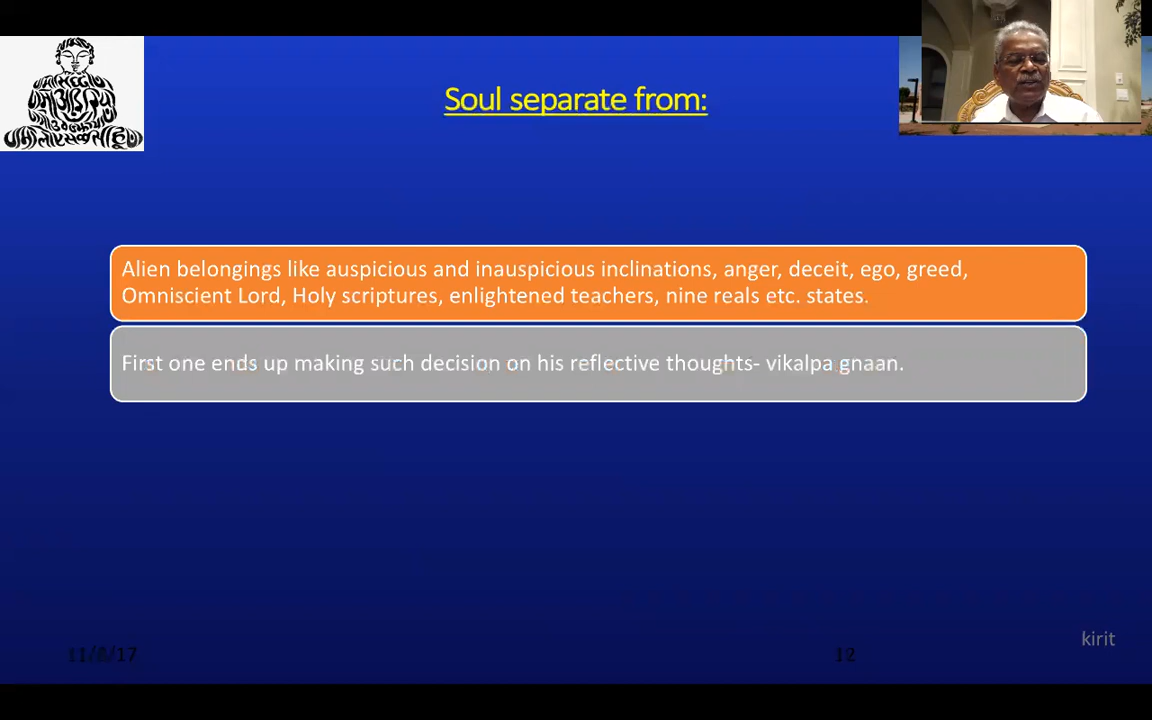 Soul separate from:
Alien belongings like auspicious and inauspicious inclinations, anger, deceit, ego, greed,
Omniscient Lord, Holy scriptures, enlightened teachers, nine reals etc. states.
First one ends up making such decision on his reflective thoughts- vikalpa gnaan.
kirit
12